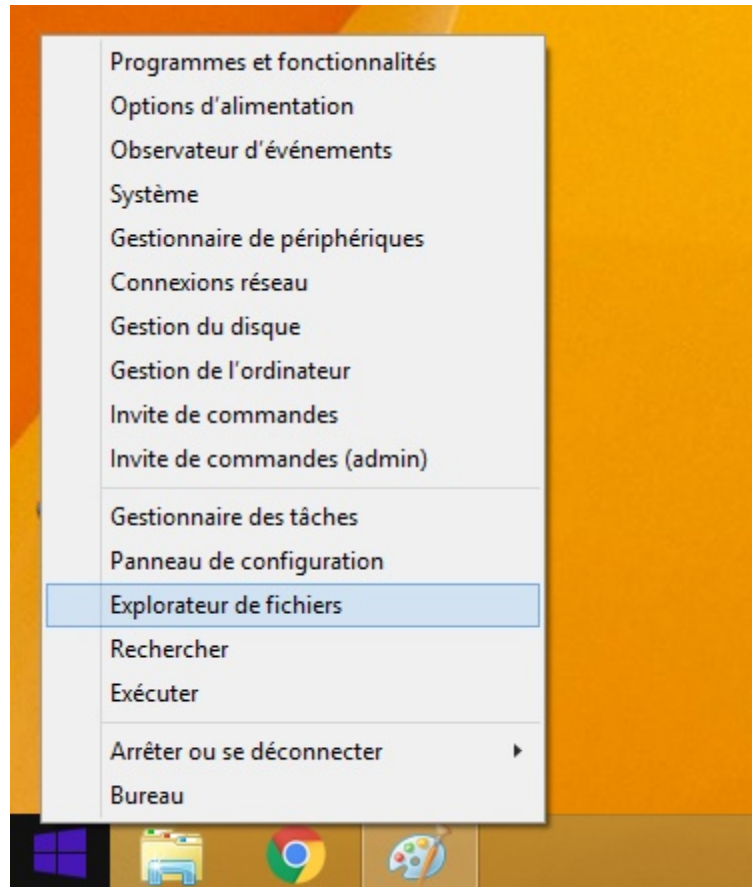 Programmes et fonctionnalités
Options d'alimentation
Observateur d'événements
Système
Gestionnaire de périphériques
Connexions réseau
Gestion du disque
Gestion de l'ordinateur
Invite de commandes
Invite de commandes (admin)
Gestionnaire des tâches
Panneau de configuration
Explorateur de fichiers
Rechercher
Exécuter
Arrêter ou se déconnecter
Bureau